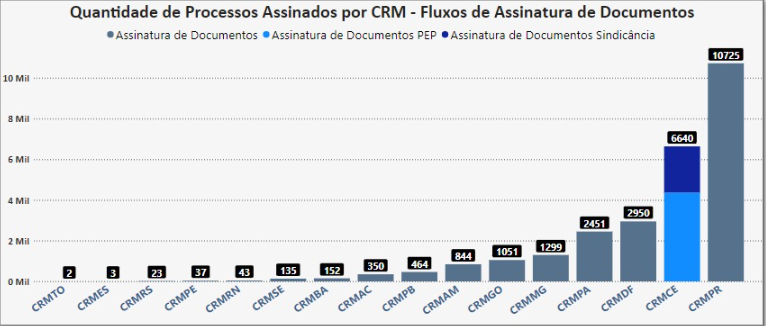 Quantidade de Processos Assinados por CRM - Fluxos de Assinatura de Documentos
Assinatura de Documentos Assinatura de Documentos PEP Assinatura de Documentos Sindicância
10 Mil
8 Mil
6 Mil
4 Mil
2 Mil
0 Mil
2 3 23 37 43 135 152 350 464 844 1051 1299 2451 2950 6640 10725
CRMTO CRMES CRMRS CRMPE CRMRN CRMSE CRMBA CRMAC CRMPB CRMAM CRMGO CRMMG CRMPA CRMDF CRMCE CRMPR